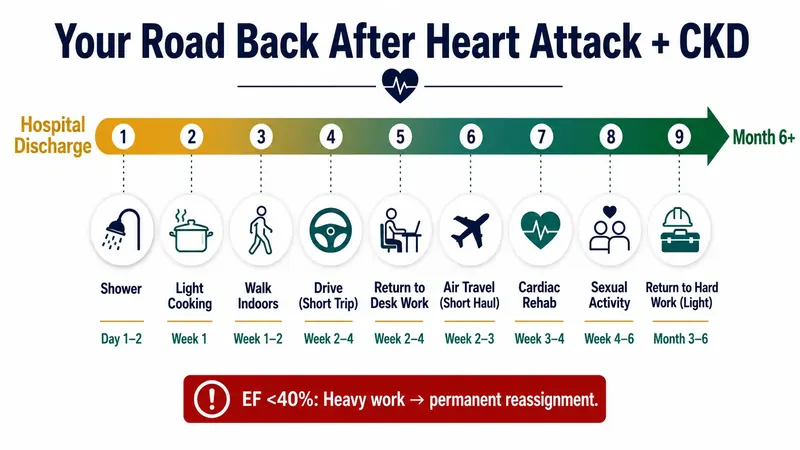 Your Road Back After Heart Attack + CKD
Hospital
Discharge
1
2
3
4
5
6
7
8
9
Month 6+
Shower
Day 1–2
Light
Cooking
Week 1
Walk
Indoors
Week 1–2
Drive
(Short Trip)
Week 2–4
Return to
Desk Work
Week 2–4
Air Travel
(Short Haul)
Week 2–3
Cardiac
Rehab
Week 3–4
Sexual
Activity
Week 4–6
Return to Hard
Work (Light)
Month 3–6
! EF <40%: Heavy work → permanent reassignment.